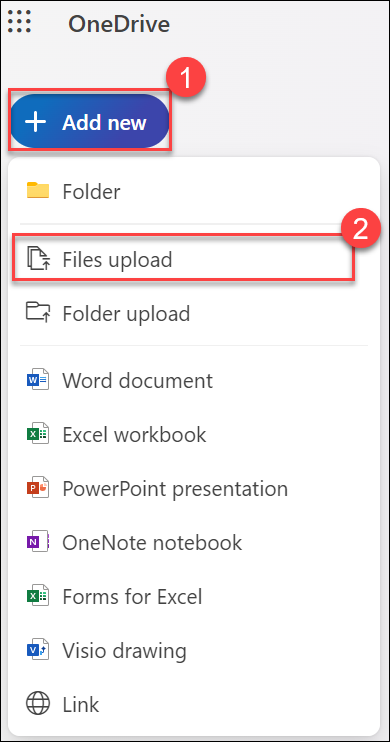 OneDrive
1
+ Add new
Folder
2
Files upload
Folder upload
Word document
Excel workbook
PowerPoint presentation
OneNote notebook
Forms for Excel
Visio drawing
Link